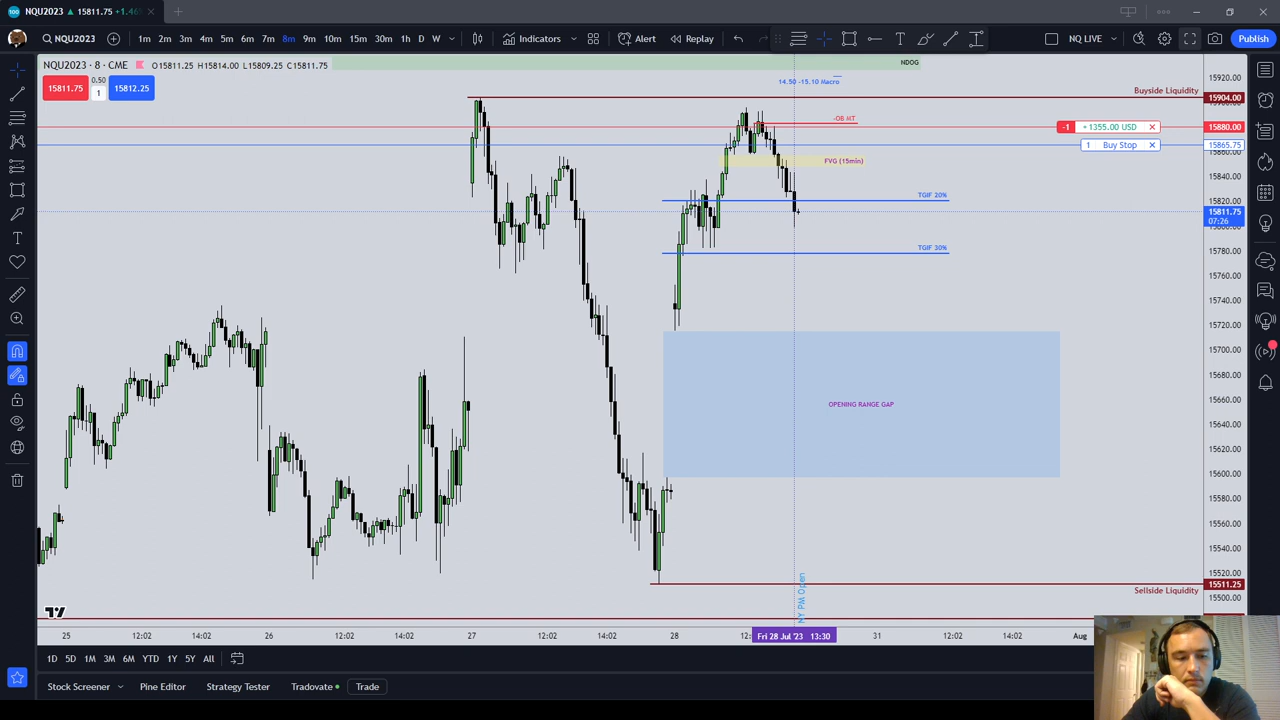 NQU2023 ▲ 15811.75 +1.46
NQU2023 1m 2m 3m 4m 5m 6m 7m 8m 9m 10m 15m 30m 1h D W Indicators Alert Replay NQ LIVE Publish
NQU2023 · 8 · CME O15811.25 H15814.00 L15809.25 C15811.75
15811.75 0.50 1 15812.25
NDOG
14.50 -15.10 Macro
Buyside Liquidity
-OB MT
-1 +1355.00 USD
1 Buy Stop
FVG (15min)
TGIF 20%
TGIF 30%
OPENING RANGE GAP
NY PM Open
Sellside Liquidity
15920.00
15904.00
15880.00
15865.75
15840.00
15820.00
15811.75
07:26
15780.00
15760.00
15740.00
15720.00
15700.00
15680.00
15660.00
15640.00
15620.00
15600.00
15580.00
15560.00
15540.00
15520.00
15511.25
15500.00
25 12:02 14:02 26 12:02 14:02 27 12:02 14:02 28 Fri 28 Jul '23 13:30 31 12:02 14:02 Aug
1D 5D 1M 3M 6M YTD 1Y 5Y All
Stock Screener Pine Editor Strategy Tester Tradovate Trade